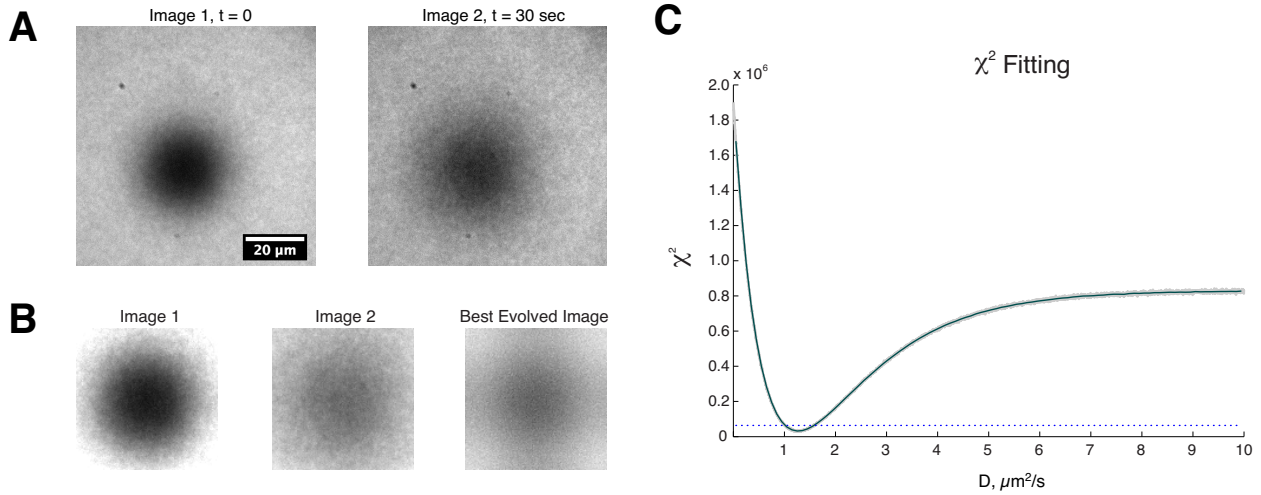 A
Image 1, t = 0
Image 2, t = 30 sec
20 µm
B
Image 1
Image 2
Best Evolved Image
C
χ² Fitting
x 10⁶
2.0
1.8
1.6
1.4
1.2
1.0
0.8
0.6
0.4
0.2
0
χ²
1 2 3 4 5 6 7 8 9 10
D, µm²/s